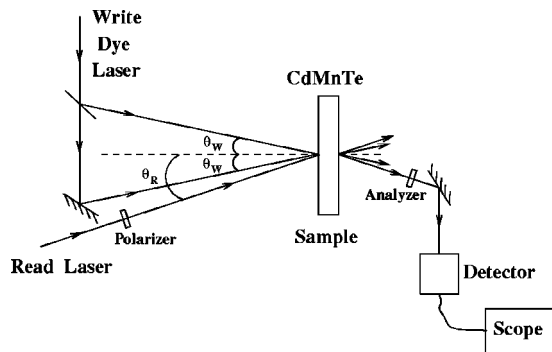 Write
Dye
Laser
CdMnTe
θW
θW
θR
Analyzer
Polarizer
Sample
Read Laser
Detector
Scope